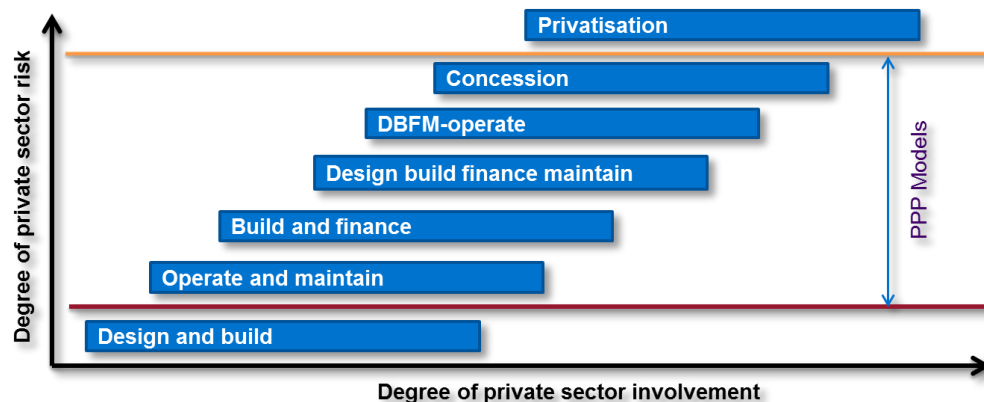 Privatisation
Concession
DBFM-operate
Design build finance maintain
Build and finance
Operate and maintain
Design and build
Degree of private sector risk
PPP Models
Degree of private sector involvement